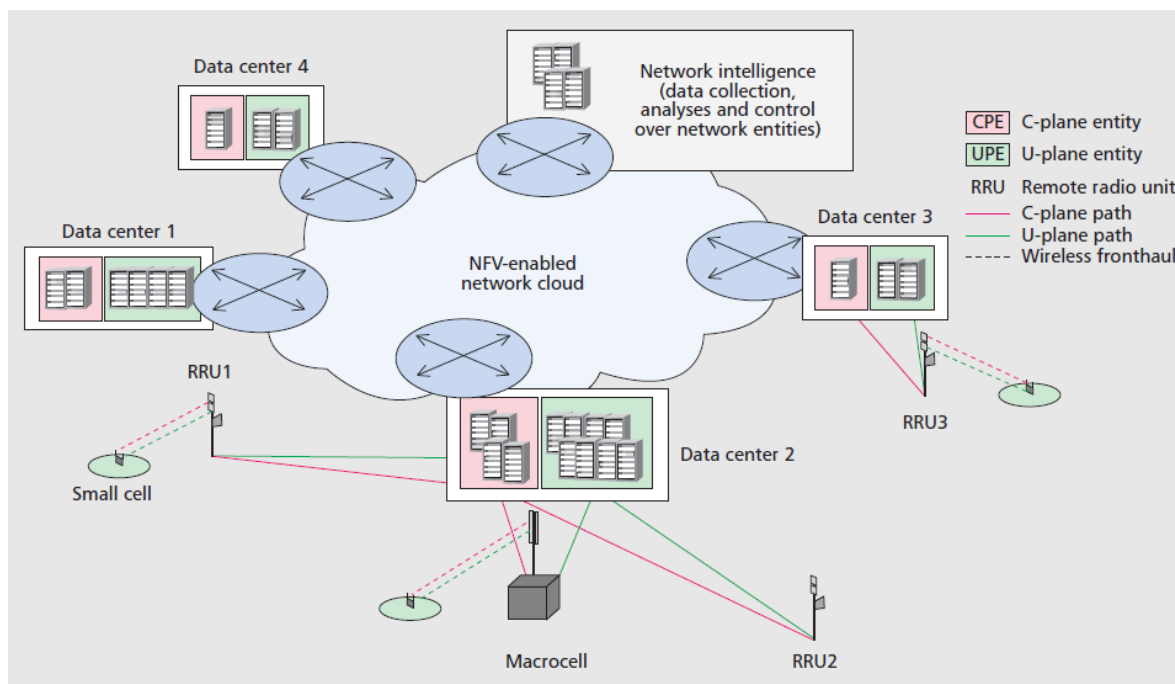 Data center 4
Network intelligence
(data collection,
analyses and control
over network entities)
CPE C-plane entity
UPE U-plane entity
RRU Remote radio unit
C-plane path
U-plane path
Wireless fronthaul
Data center 1
Data center 3
NFV-enabled
network cloud
RRU1
RRU3
Data center 2
Small cell
Macrocell
RRU2